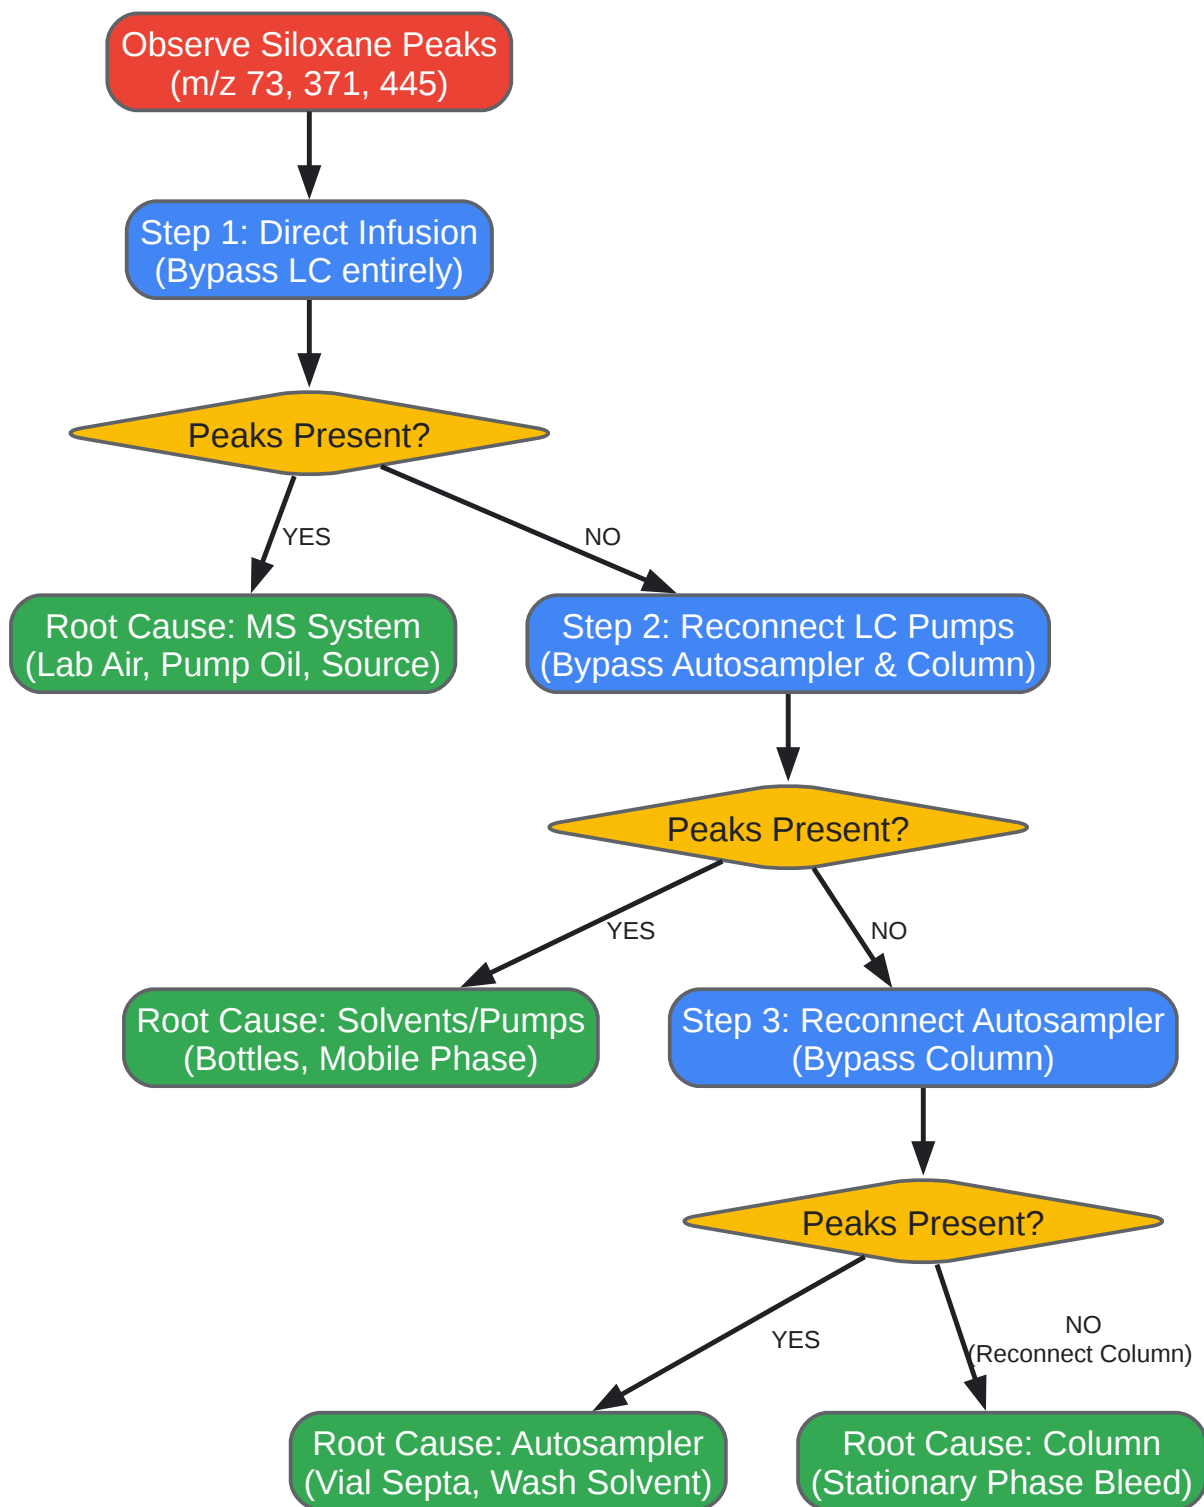 Observe Siloxane Peaks
(m/z 73, 371, 445)
Step 1: Direct Infusion
(Bypass LC entirely)
Peaks Present?
YES
NO
Root Cause: MS System
(Lab Air, Pump Oil, Source)
Step 2: Reconnect LC Pumps
(Bypass Autosampler & Column)
Peaks Present?
YES
NO
Root Cause: Solvents/Pumps
(Bottles, Mobile Phase)
Step 3: Reconnect Autosampler
(Bypass Column)
Peaks Present?
YES
NO
(Reconnect Column)
Root Cause: Autosampler
(Vial Septa, Wash Solvent)
Root Cause: Column
(Stationary Phase Bleed)